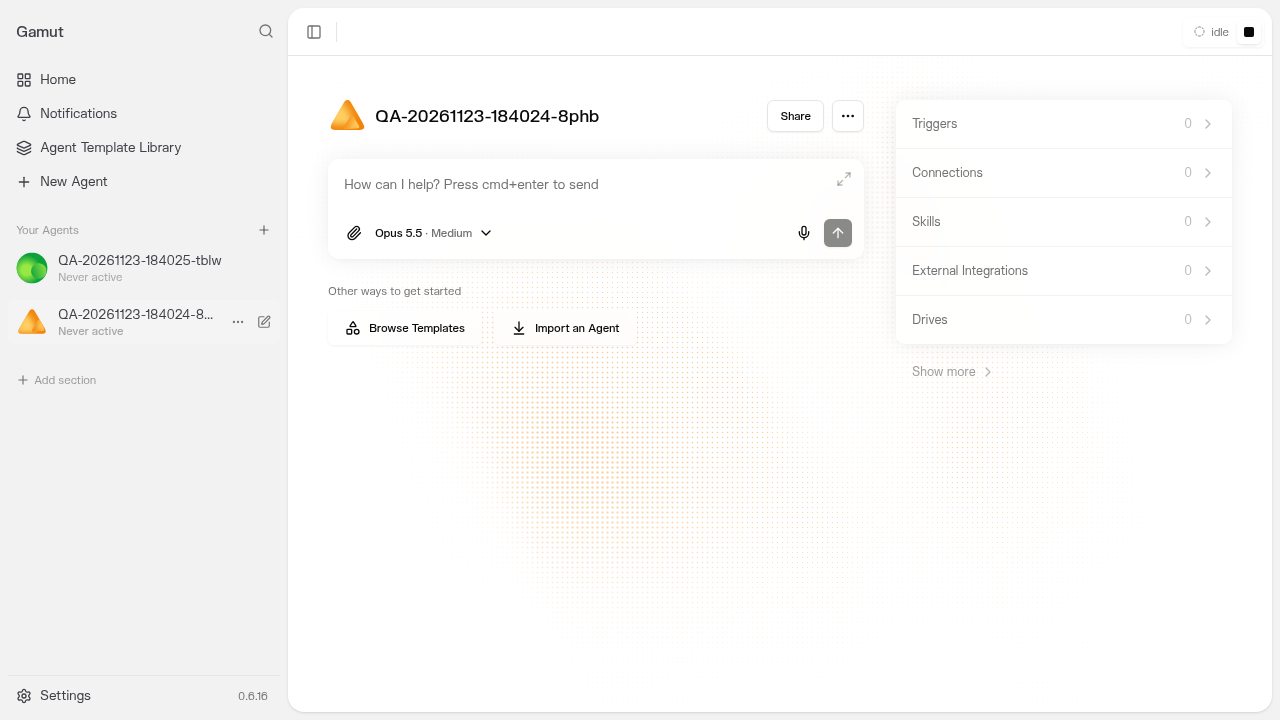 Gamut
Home
Notifications
Agent Template Library
New Agent
Your Agents
QA-20261123-184025-tblw
Never active
QA-20261123-184024-8...
Never active
Add section
Settings
0.6.16
idle
QA-20261123-184024-8phb
Share
How can I help? Press cmd+enter to send
Opus 5.5 · Medium
Other ways to get started
Browse Templates
Import an Agent
Triggers 0
Connections 0
Skills 0
External Integrations 0
Drives 0
Show more